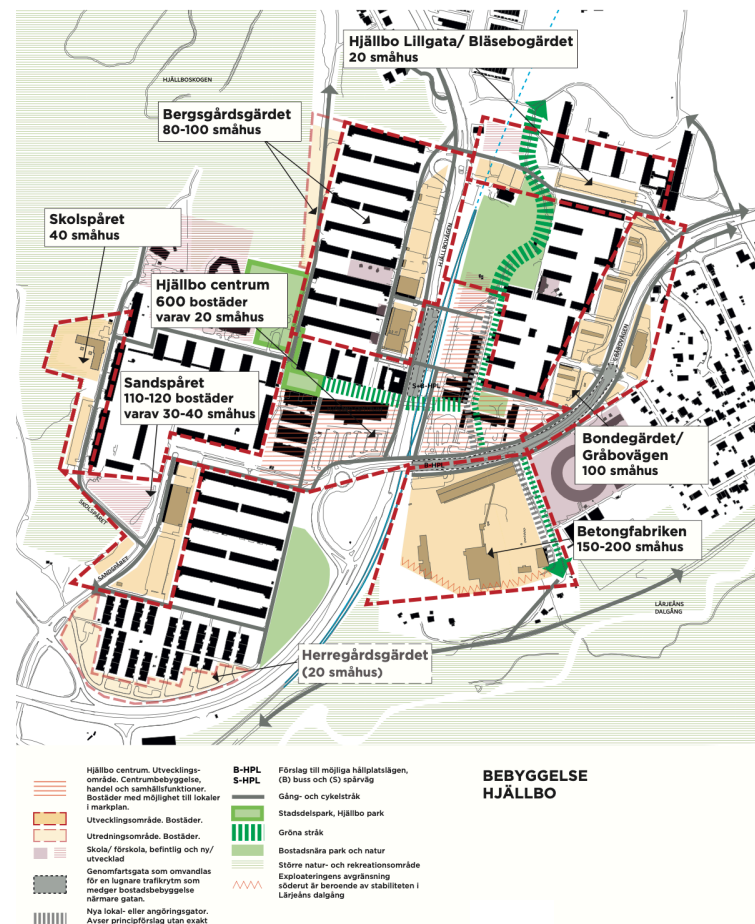 Hjällbo Lillgata/ Bläsebogärdet
20 småhus
HJÄLLBOSKOGEN
Bergsgårdsgärdet
80-100 småhus
Skolspåret
40 småhus
HJÄLLBOVÄGEN
Hjällbo centrum
600 bostäder
varav 20 småhus
GRÅBOVÄGEN
Sandspåret
110-120 bostäder
varav 30-40 småhus
S+B-HPL
B-HPL
Bondegärdet/
Gråbovägen
100 småhus
SKOLSPÅRET
Betongfabriken
150-200 småhus
SANDSPÅRET
LÄRJEÅNS
DALGÅNG
Herregårdsgärdet
(20 småhus)
Hjällbo centrum. Utvecklings-
område. Centrumbebyggelse,
handel och samhällsfunktioner.
Bostäder med möjlighet till lokaler
i markplan.
Utvecklingsområde. Bostäder.
Utredningsområde. Bostäder.
Skola/ förskola, befintlig och ny/
utvecklad
Genomfartsgata som omvandlas
för en lugnare trafikrytm som
medger bostadsbebyggelse
närmare gatan.
Nya lokal- eller angöringsgator.
Avser principförslag utan exakt
B-HPL
S-HPL
Förslag till möjliga hållplatslägen,
(B) buss och (S) spårväg
Gång- och cykelstråk
Stadsdelspark, Hjällbo park
Gröna stråk
Bostadsnära park och natur
Större natur- och rekreationsområde
Exploateringens avgränsning
söderut är beroende av stabiliteten i
Lärjeåns dalgång
BEBYGGELSE
HJÄLLBO